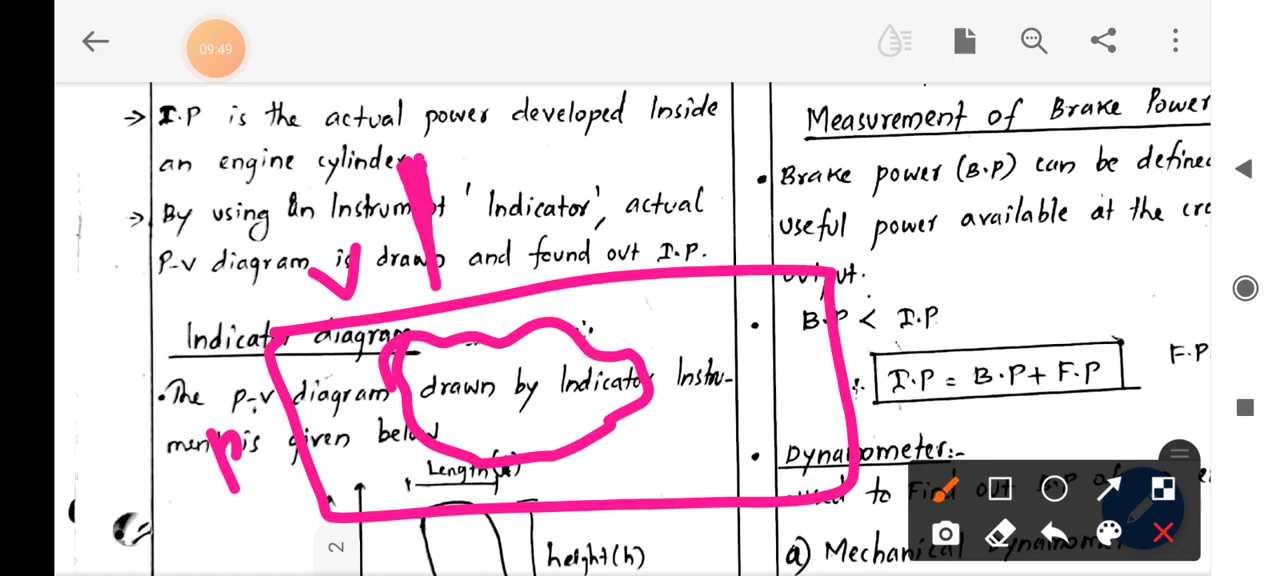 09:49
→ I.P is the actual power developed Inside
an engine cylinder
→ By using an Instrument 'Indicator', actual
P-V diagram is drawn and found out I.P.
Indicator diagram
• The p-v diagram drawn by Indicator Instru-
ment is given below
Length
height(h)
2
Measurement of Brake Power
• Brake power (B.P) can be defined
useful power available at the
output.
• B.P < I.P
∴ I.P = B.P + F.P
F.P
• Dynamometer:-
used to Find out B.P of
a) Mechanical Dynamom